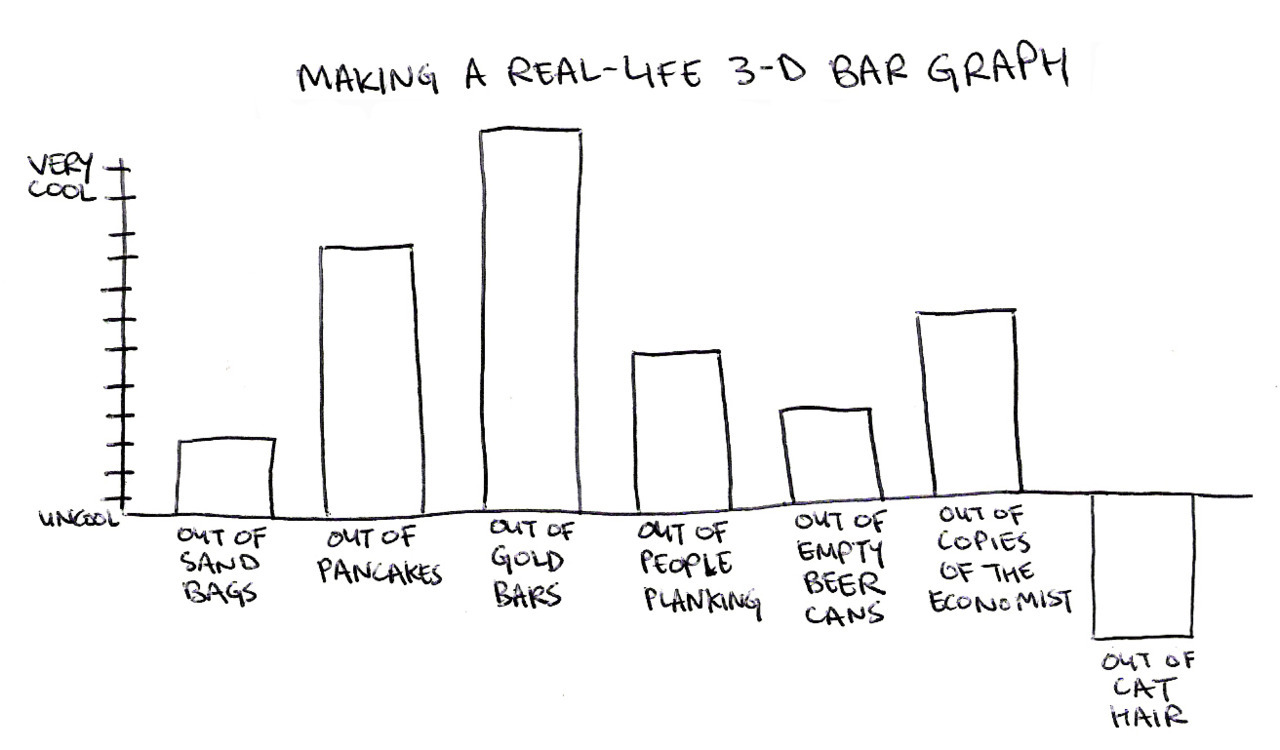 MAKING A REAL-LIFE 3-D BAR GRAPH
VERY
COOL
UNCOOL
OUT OF
SAND
BAGS
OUT OF
PANCAKES
OUT OF
GOLD
BARS
OUT OF
PEOPLE
PLANKING
OUT OF
EMPTY
BEER
CANS
OUT OF
COPIES
OF THE
ECONOMIST
OUT OF
CAT
HAIR